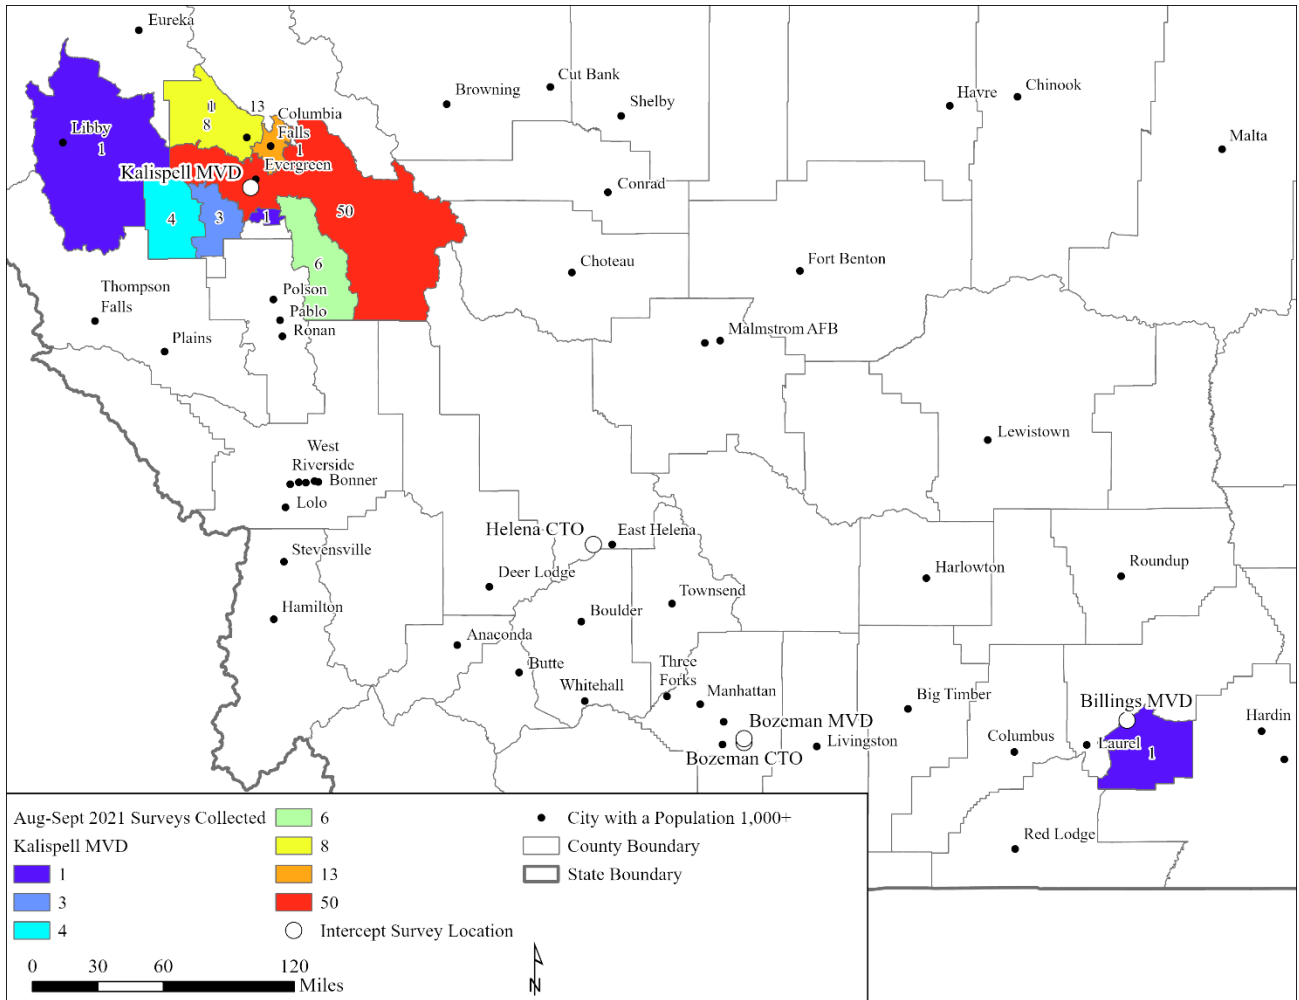 Eureka
Cut Bank
Browning
Shelby
Havre
Chinook
Malta
1
8
13
Columbia
Falls
1
Libby
1
Evergreen
Kalispell MVD
Conrad
4
3
1
50
6
Choteau
Fort Benton
Thompson
Falls
Polson
Pablo
Ronan
Plains
Malmstrom AFB
Lewistown
West
Riverside
Bonner
Lolo
Helena CTO
East Helena
Stevensville
Deer Lodge
Harlowton
Roundup
Hamilton
Boulder
Townsend
Anaconda
Butte
Whitehall
Three
Forks
Manhattan
Big Timber
Billings MVD
Hardin
Bozeman MVD
Livingston
Bozeman CTO
Columbus
Laurel
1
Red Lodge
Aug-Sept 2021 Surveys Collected
Kalispell MVD
1
3
4
6
8
13
50
Intercept Survey Location
City with a Population 1,000+
County Boundary
State Boundary
0 30 60 120
Miles
N